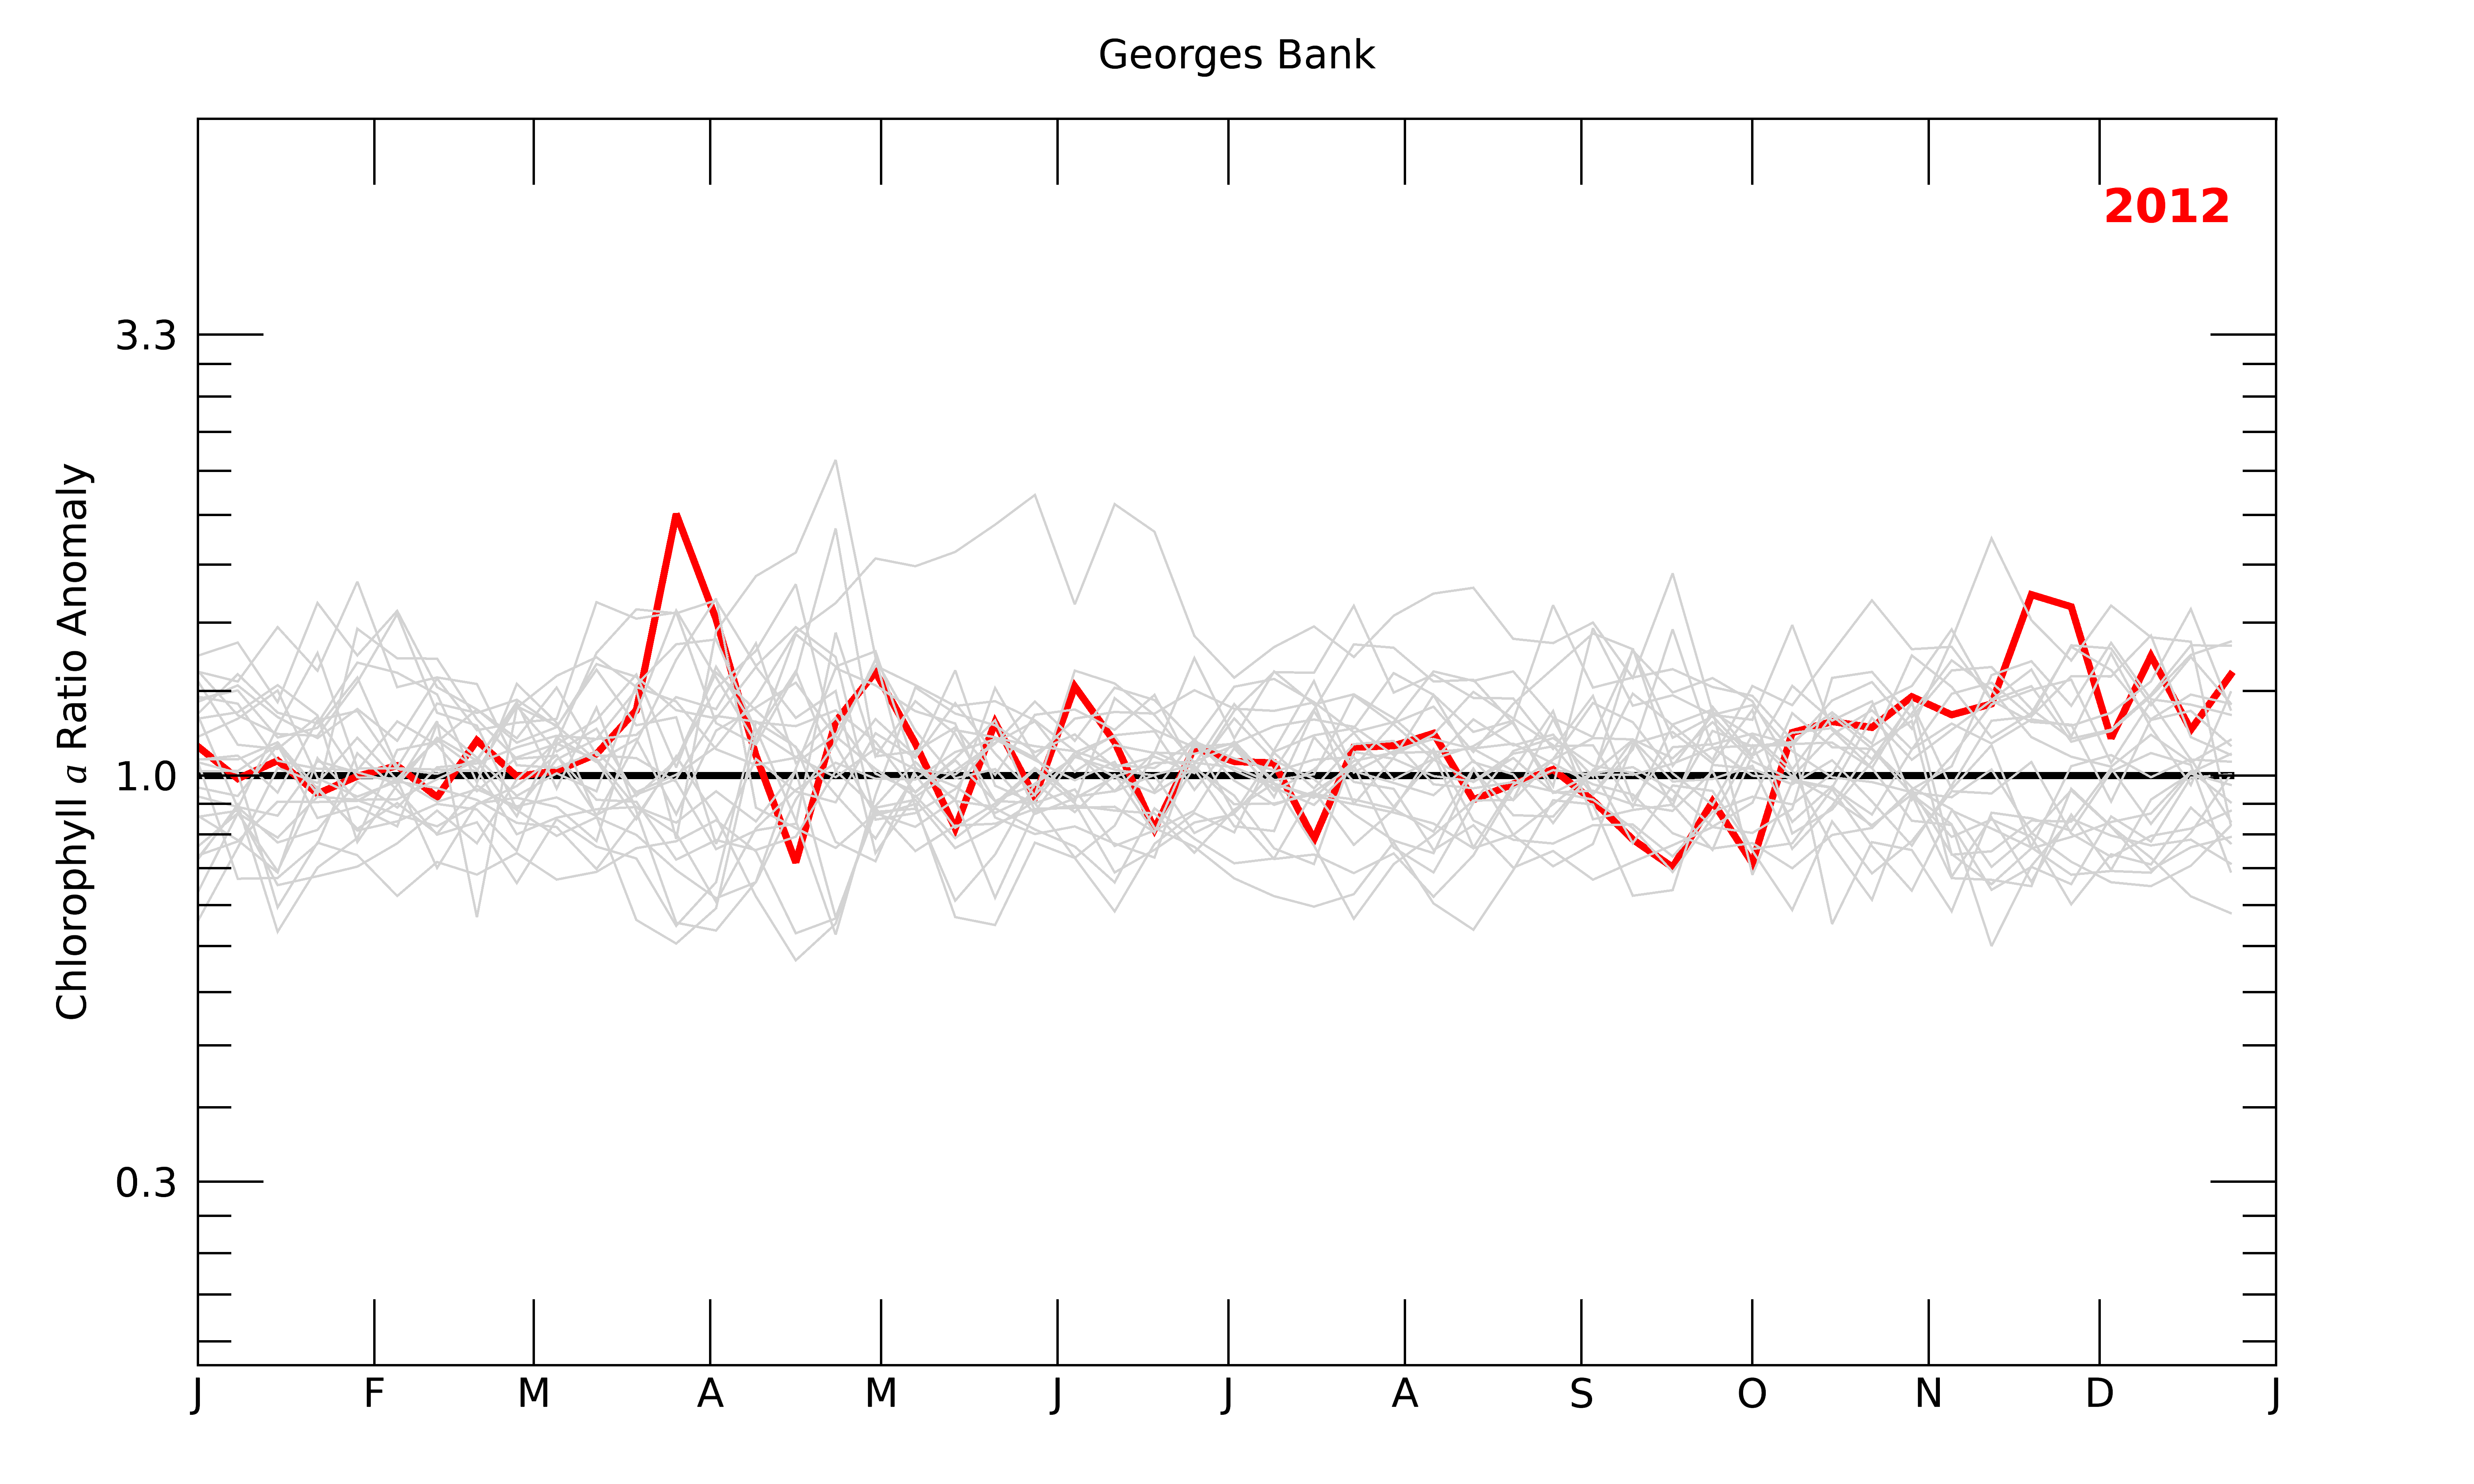 Georges Bank
2012
3.3
1.0
0.3
Chlorophyll a Ratio Anomaly
J F M A M J J A S O N D J